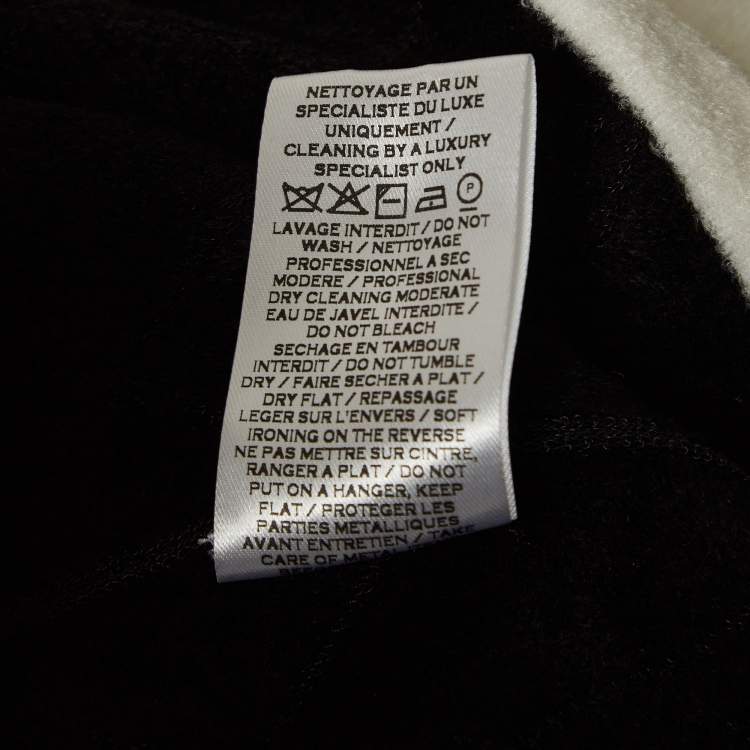 NETTOYAGE PAR UN
SPECIALISTE DU LUXE
UNIQUEMENT /
CLEANING BY A LUXURY
SPECIALIST ONLY
P
LAVAGE INTERDIT / DO NOT
WASH / NETTOYAGE
PROFESSIONNEL A SEC
MODERE / PROFESSIONAL
DRY CLEANING MODERATE
EAU DE JAVEL INTERDITE /
DO NOT BLEACH
SECHAGE EN TAMBOUR
INTERDIT / DO NOT TUMBLE
DRY / FAIRE SECHER A PLAT /
DRY FLAT / REPASSAGE
LEGER SUR L'ENVERS / SOFT
IRONING ON THE REVERSE
NE PAS METTRE SUR CINTRE,
RANGER A PLAT / DO NOT
PUT ON A HANGER, KEEP
FLAT / PROTEGER LES
PARTIES METALLIQUES
AVANT ENTRETIEN / TAKE
CARE OF METAL